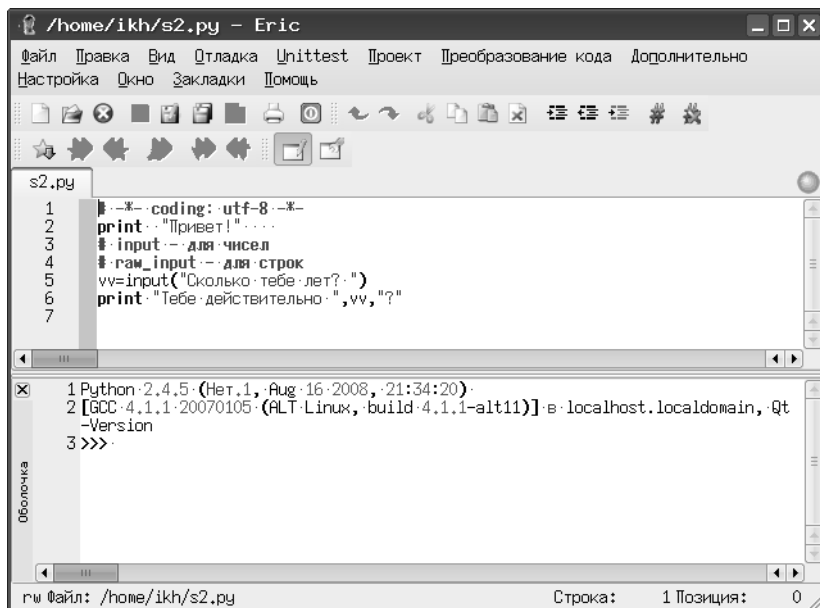 /home/ikh/s2.py - Eric
Файл Правка Вид Отладка Unittest Проект Преобразование кода Дополнительно
Настройка Окно Закладки Помощь
s2.py
1 # -*- coding: utf-8 -*-
2 print "Привет!"
3 # input - для чисел
4 # raw_input - для строк
5 vv=input("Сколько тебе лет? ")
6 print "Тебе действительно ",vv,"?"
7
1 Python 2.4.5 (Нет.1, Aug 16 2008, 21:34:20)
2 [GCC 4.1.1 20070105 (ALT Linux, build 4.1.1-alt11)] в localhost.localdomain, Qt
-Version
3 >>>
Оболочка
rw Файл: /home/ikh/s2.py Строка: 1 Позиция: 0